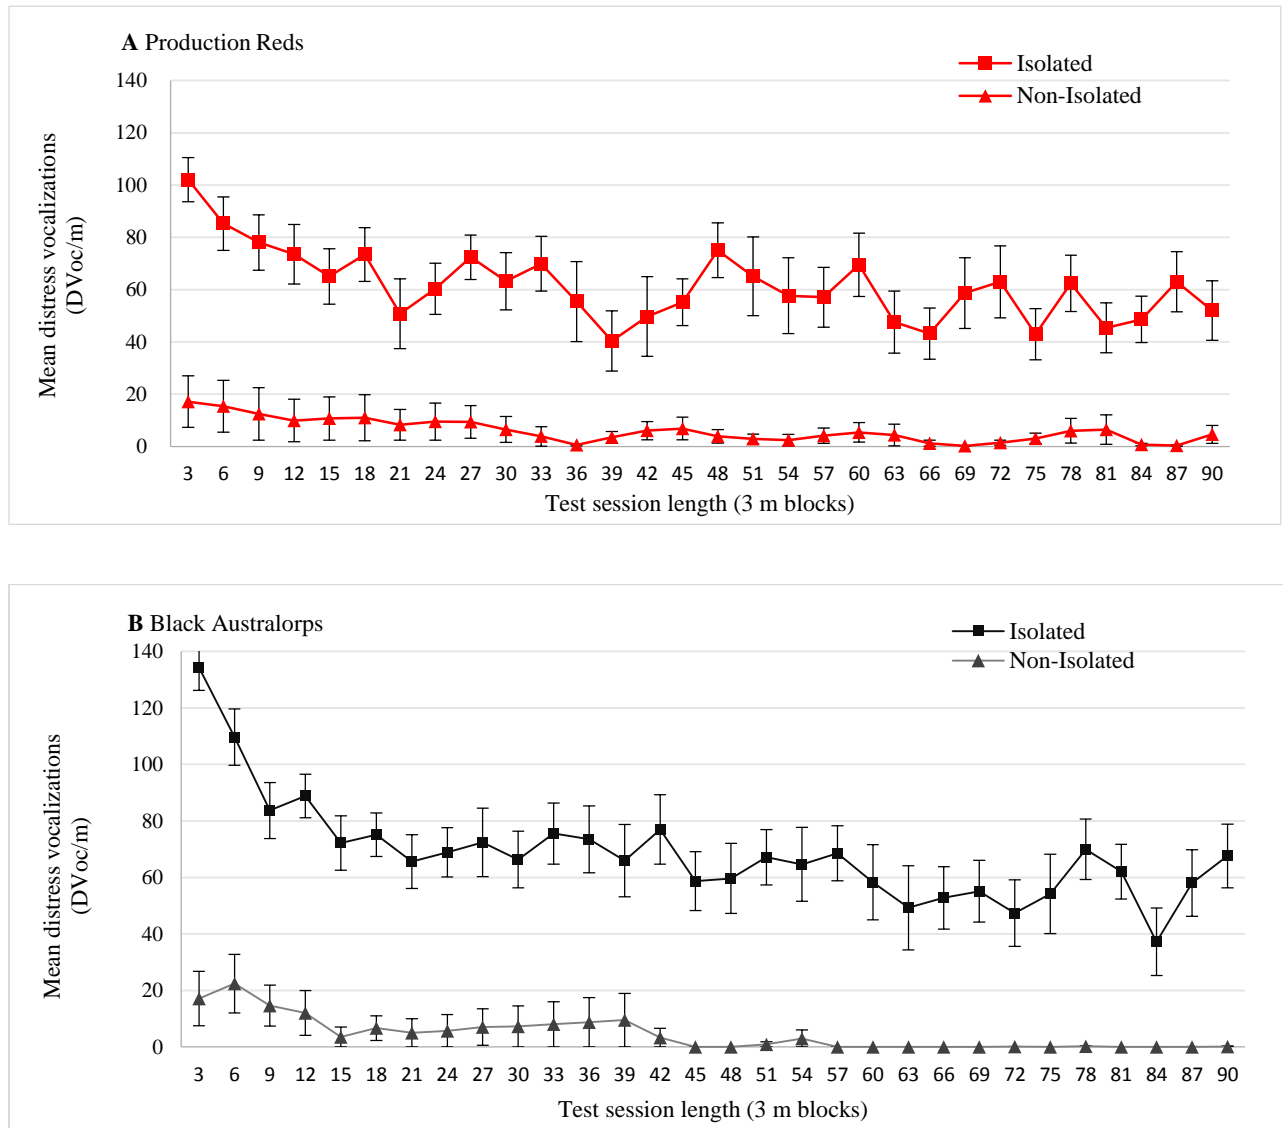 A Production Reds
Isolated
Non-Isolated
Mean distress vocalizations
(DVoc/m)
140
120
100
80
60
40
20
0
3 6 9 12 15 18 21 24 27 30 33 36 39 42 45 48 51 54 57 60 63 66 69 72 75 78 81 84 87 90
Test session length (3 m blocks)
B Black Australorps
Isolated
Non-Isolated
Mean distress vocalizations
(DVoc/m)
140
120
100
80
60
40
20
0
3 6 9 12 15 18 21 24 27 30 33 36 39 42 45 48 51 54 57 60 63 66 69 72 75 78 81 84 87 90
Test session length (3 m blocks)